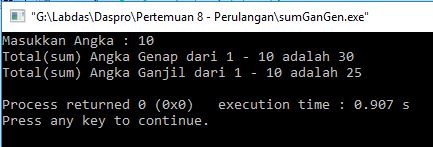 "G:\Labdas\Daspro\Pertemuan 8 - Perulangan\sumGanGen.exe"
Masukkan Angka : 10
Total(sum) Angka Genap dari 1 - 10 adalah 30
Total(sum) Angka Ganjil dari 1 - 10 adalah 25
Process returned 0 (0x0)   execution time : 0.907 s
Press any key to continue.